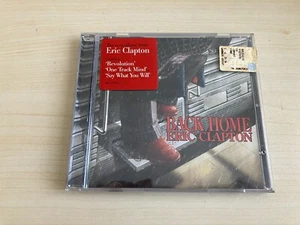 Eric Clapton
'Revolution'
'One Track Mind'
'Say What You Will'
BACK HOME
ERIC CLAPTON